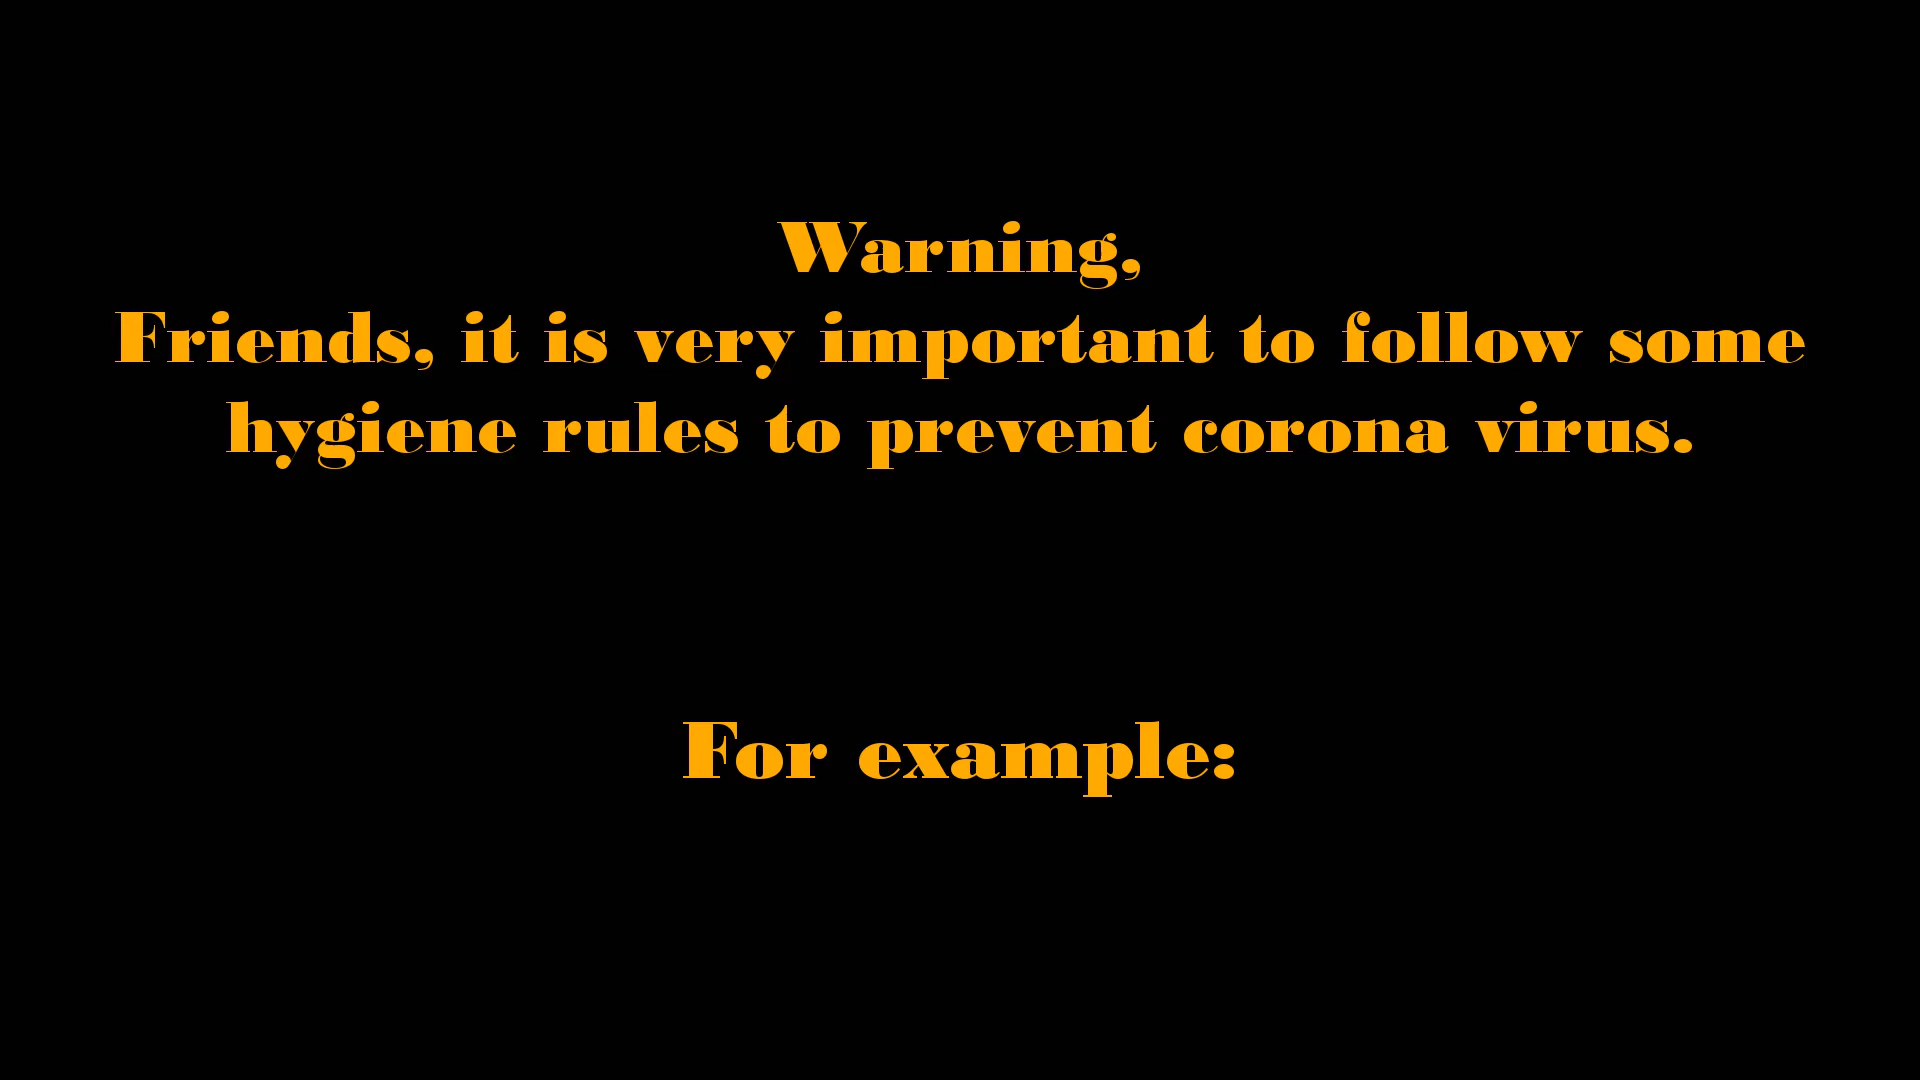 Warning,
Friends, it is very important to follow some
hygiene rules to prevent corona virus.
For example: